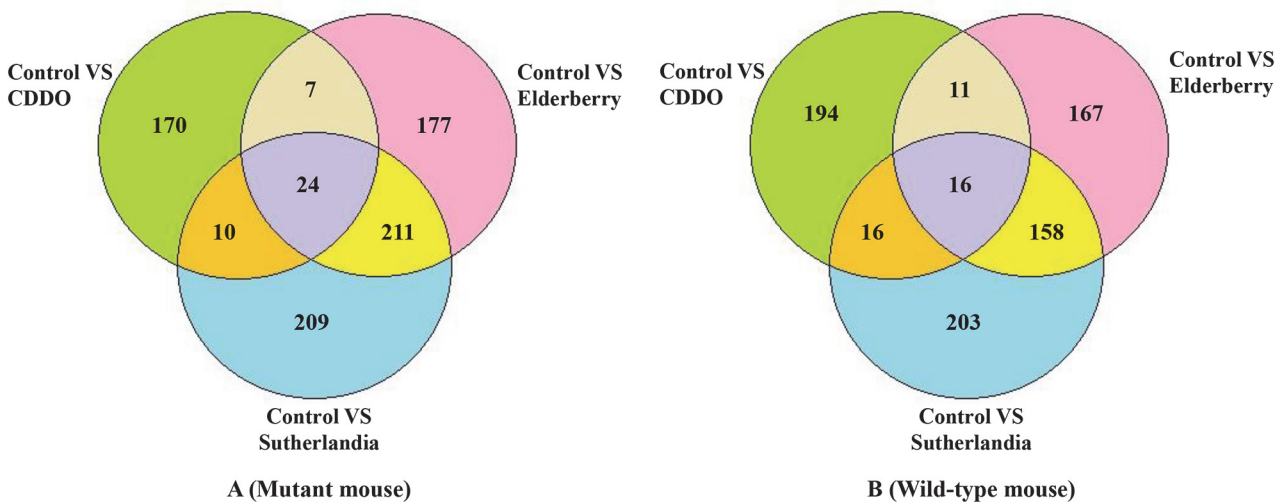 Control VS
CDDO
Control VS
Elderberry
170
7
177
24
10
211
209
Control VS
Sutherlandia
A (Mutant mouse)
Control VS
CDDO
Control VS
Elderberry
194
11
167
16
16
158
203
Control VS
Sutherlandia
B (Wild-type mouse)